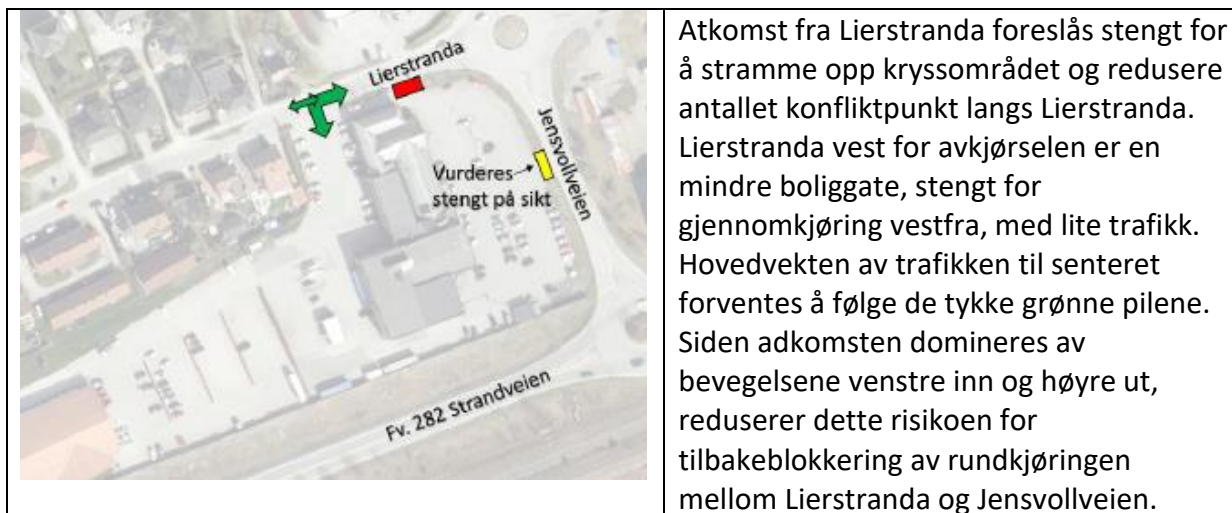 Lierstranda
Jensvollveien
Vurderes
stengt på sikt
Fv. 282 Strandveien
Atkomst fra Lierstranda foreslås stengt for
å stramme opp kryssområdet og redusere
antallet konfliktpunkt langs Lierstranda.
Lierstranda vest for avkjørselen er en
mindre boliggate, stengt for
gjennomkjøring vestfra, med lite trafikk.
Hovedvekten av trafikken til senteret
forventes å følge de tykke grønne pilene.
Siden adkomsten domineres av
bevegelsene venstre inn og høyre ut,
reduserer dette risikoen for
tilbakeblokkering av rundkjøringen
mellom Lierstranda og Jensvollveien.